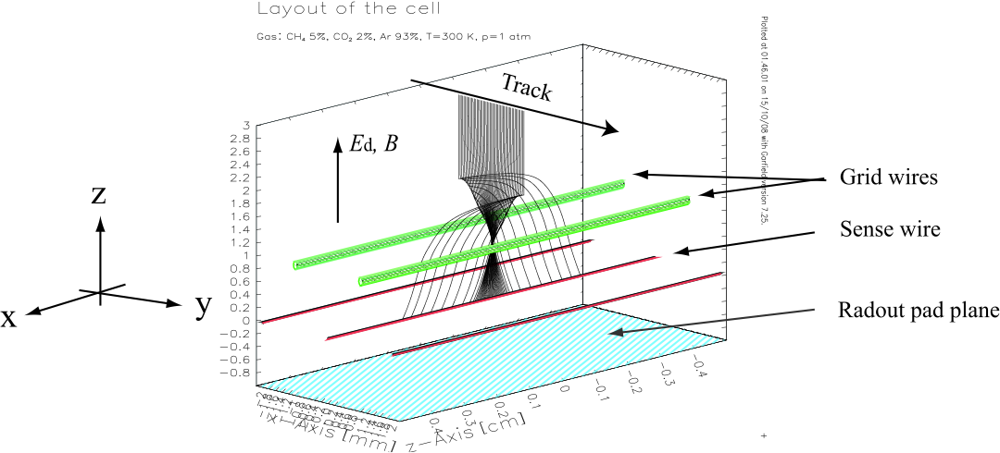 Layout of the cell
Gas: CH₄ 5%, CO₂ 2%, Ar 93%, T=300 K, p=1 atm
Plotted at 01.46.01 on 15/10/08 with Garfield version 7.25.
Track
Ed, B
Grid wires
Sense wire
Radout pad plane
z
x
y
3
2.8
2.6
2.4
2.2
2
1.8
1.6
1.4
1.2
1
0.8
0.6
0.4
0.2
0
-0.2
-0.4
-0.6
-0.8
-0.4
-0.3
-0.2
-0.1
0
0.1
0.2
0.3
0.4
z-Axis [cm]
-Axis [mm]